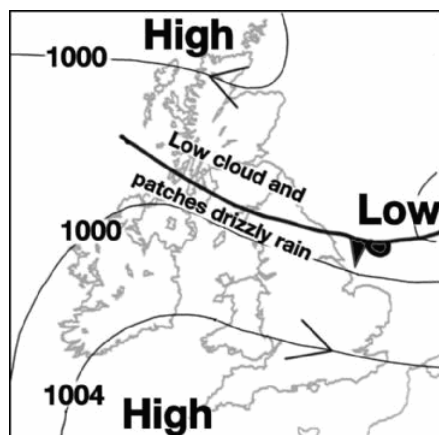 High
1000
Low cloud and
patches drizzly rain
Low
1000
1004
High